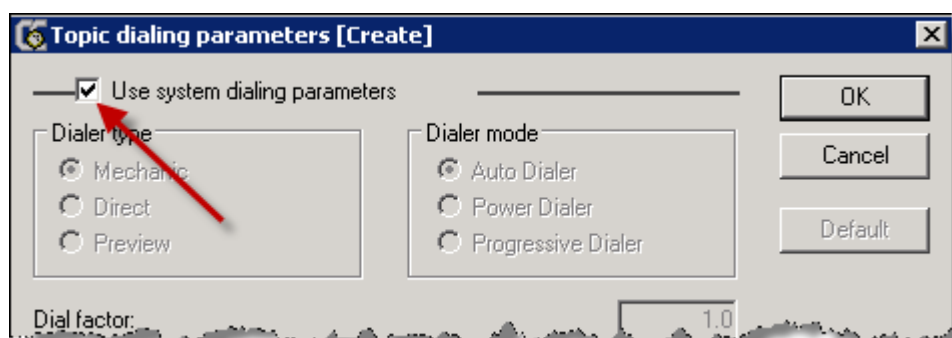 Topic dialing parameters [Create]
Use system dialing parameters
OK
Dialer type
Dialer mode
Cancel
Mechanic
Auto Dialer
Direct
Power Dialer
Default
Preview
Progressive Dialer
Dial factor:
1.0